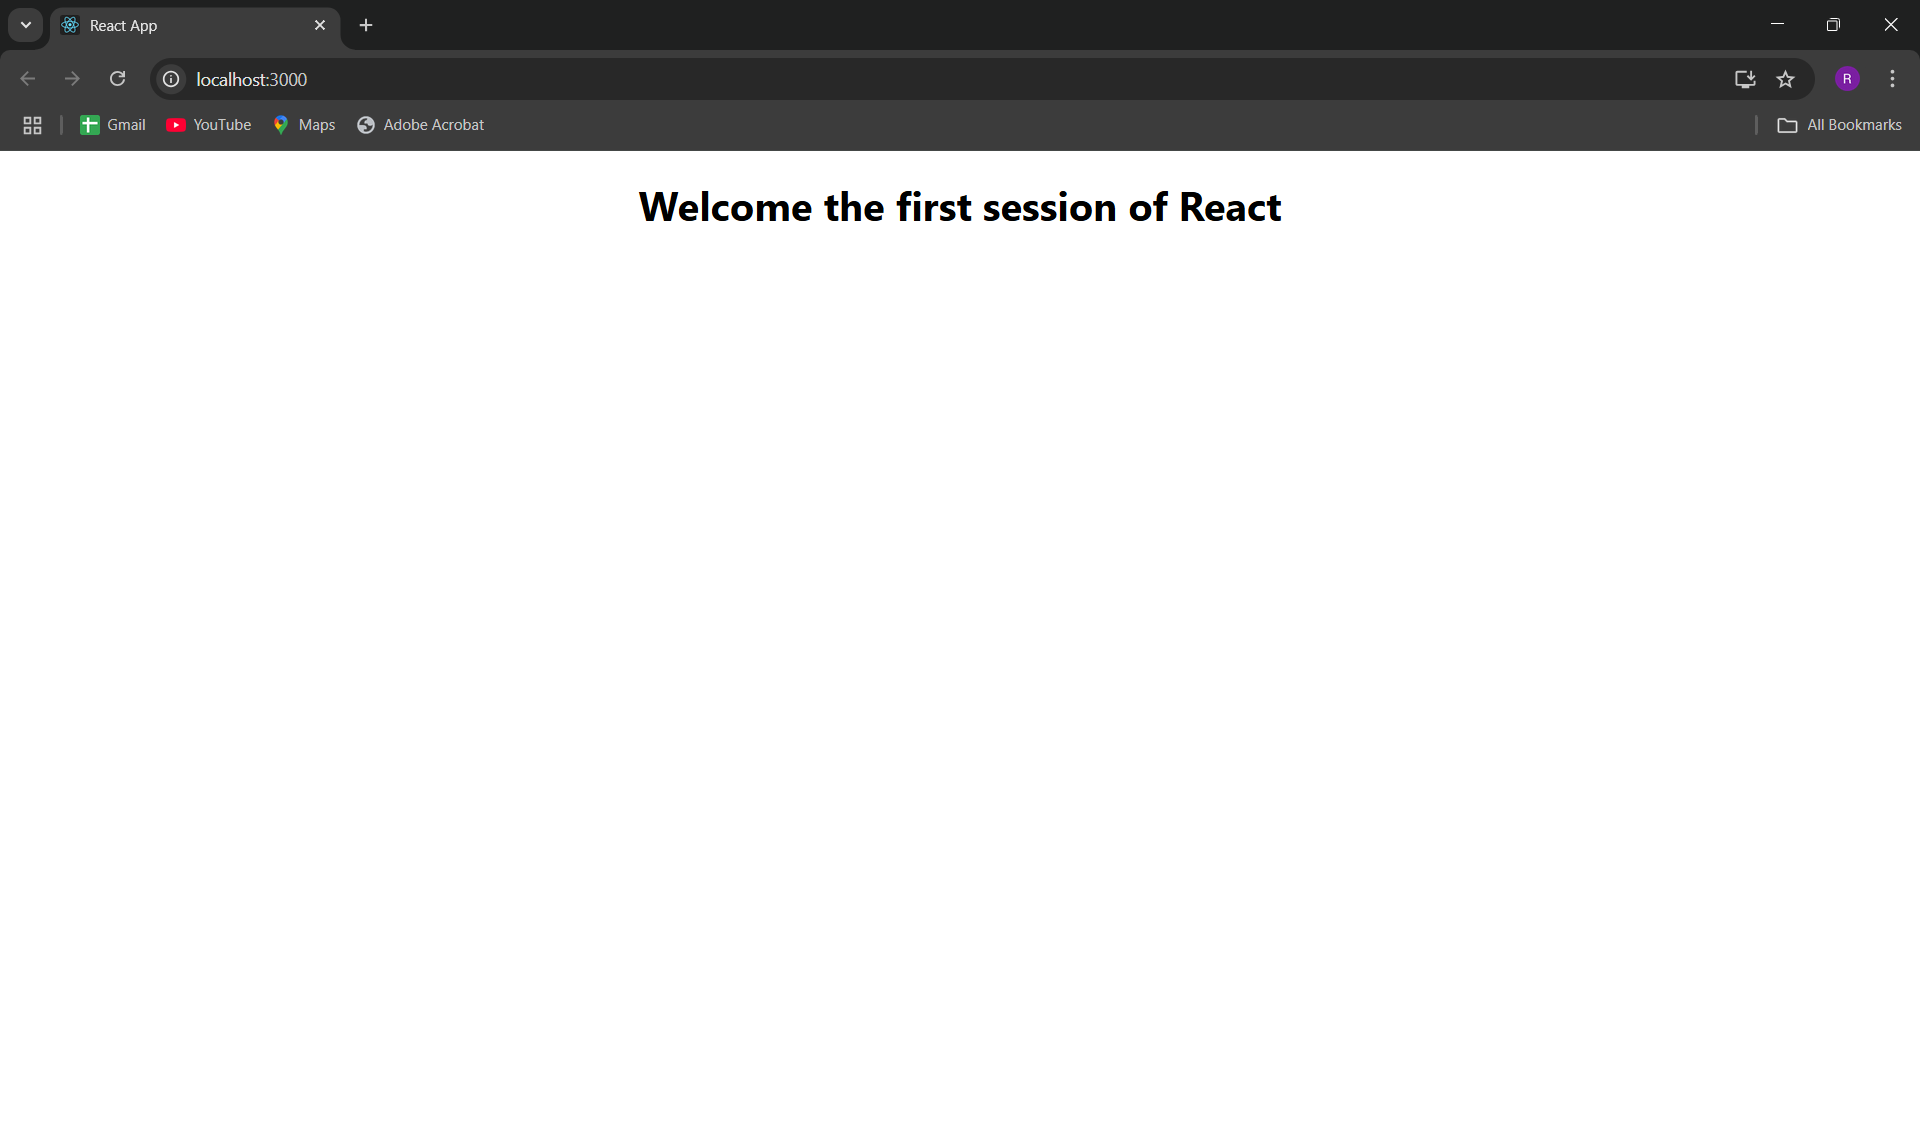 React App
localhost:3000
R
Gmail YouTube Maps Adobe Acrobat All Bookmarks
Welcome the first session of React